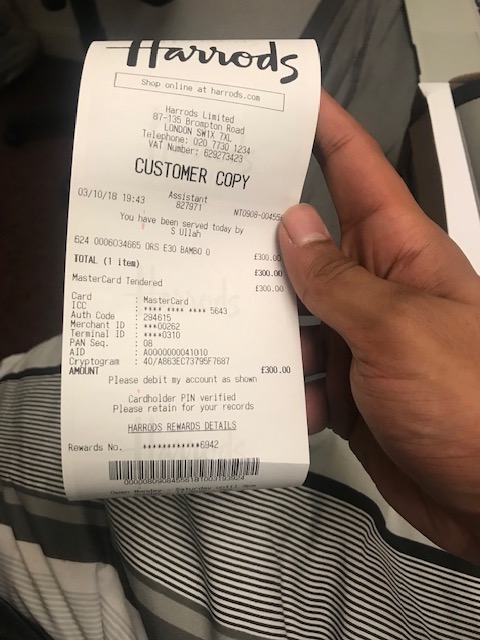 Harrods
Shop online at harrods.com
Harrods Limited
87-135 Brompton Road
LONDON SW1X 7XL
Telephone: 020 7730 1234
VAT Number: 629273423
CUSTOMER COPY
03/10/18 19:43 Assistant NT0908-00455
827971
You have been served today by
S Ullah
624 0006034665 ORS E30 BAMBO 0 £300.00
TOTAL (1 item) £300.00
MasterCard Tendered £300.00
Card : MasterCard
ICC : **** **** **** 5643
Auth Code : 294615
Merchant ID : ***00262
Terminal ID : ****0310
PAN Seq. : 08
AID : A0000000041010
Cryptogram : 40/A863EC73795F7687
AMOUNT £300.00
Please debit my account as shown
Cardholder PIN verified
Please retain for your records
HARRODS REWARDS DETAILS
Rewards No. ************6942